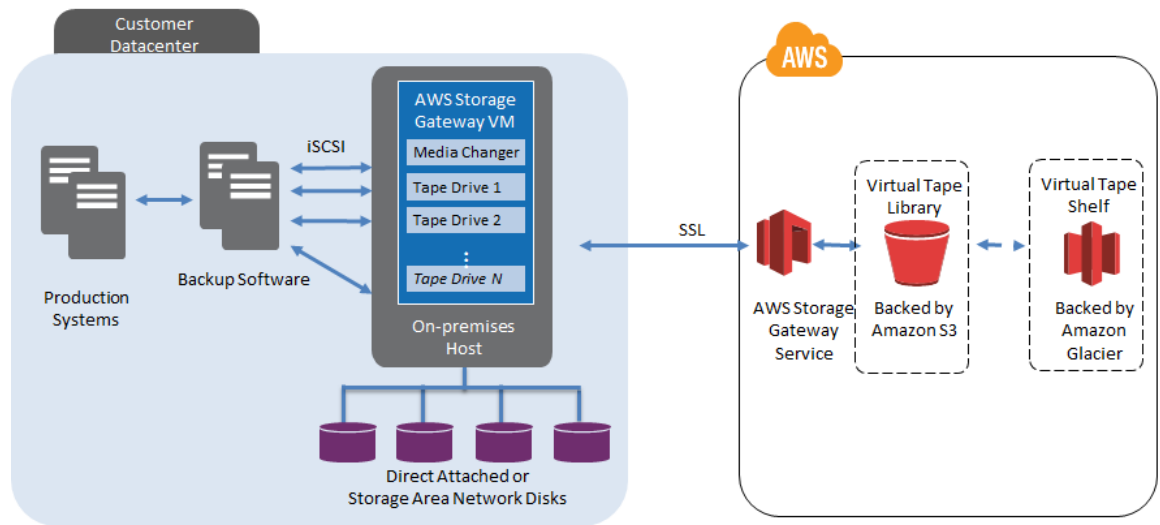 Customer
Datacenter
AWS
AWS Storage
Gateway VM
iSCSI
Media Changer
Tape Drive 1
Tape Drive 2
⋮
Tape Drive N
Backup Software
Production
Systems
On-premises
Host
Direct Attached or
Storage Area Network Disks
SSL
AWS Storage
Gateway
Service
Virtual Tape
Library
Backed by
Amazon S3
Virtual Tape
Shelf
Backed by
Amazon
Glacier